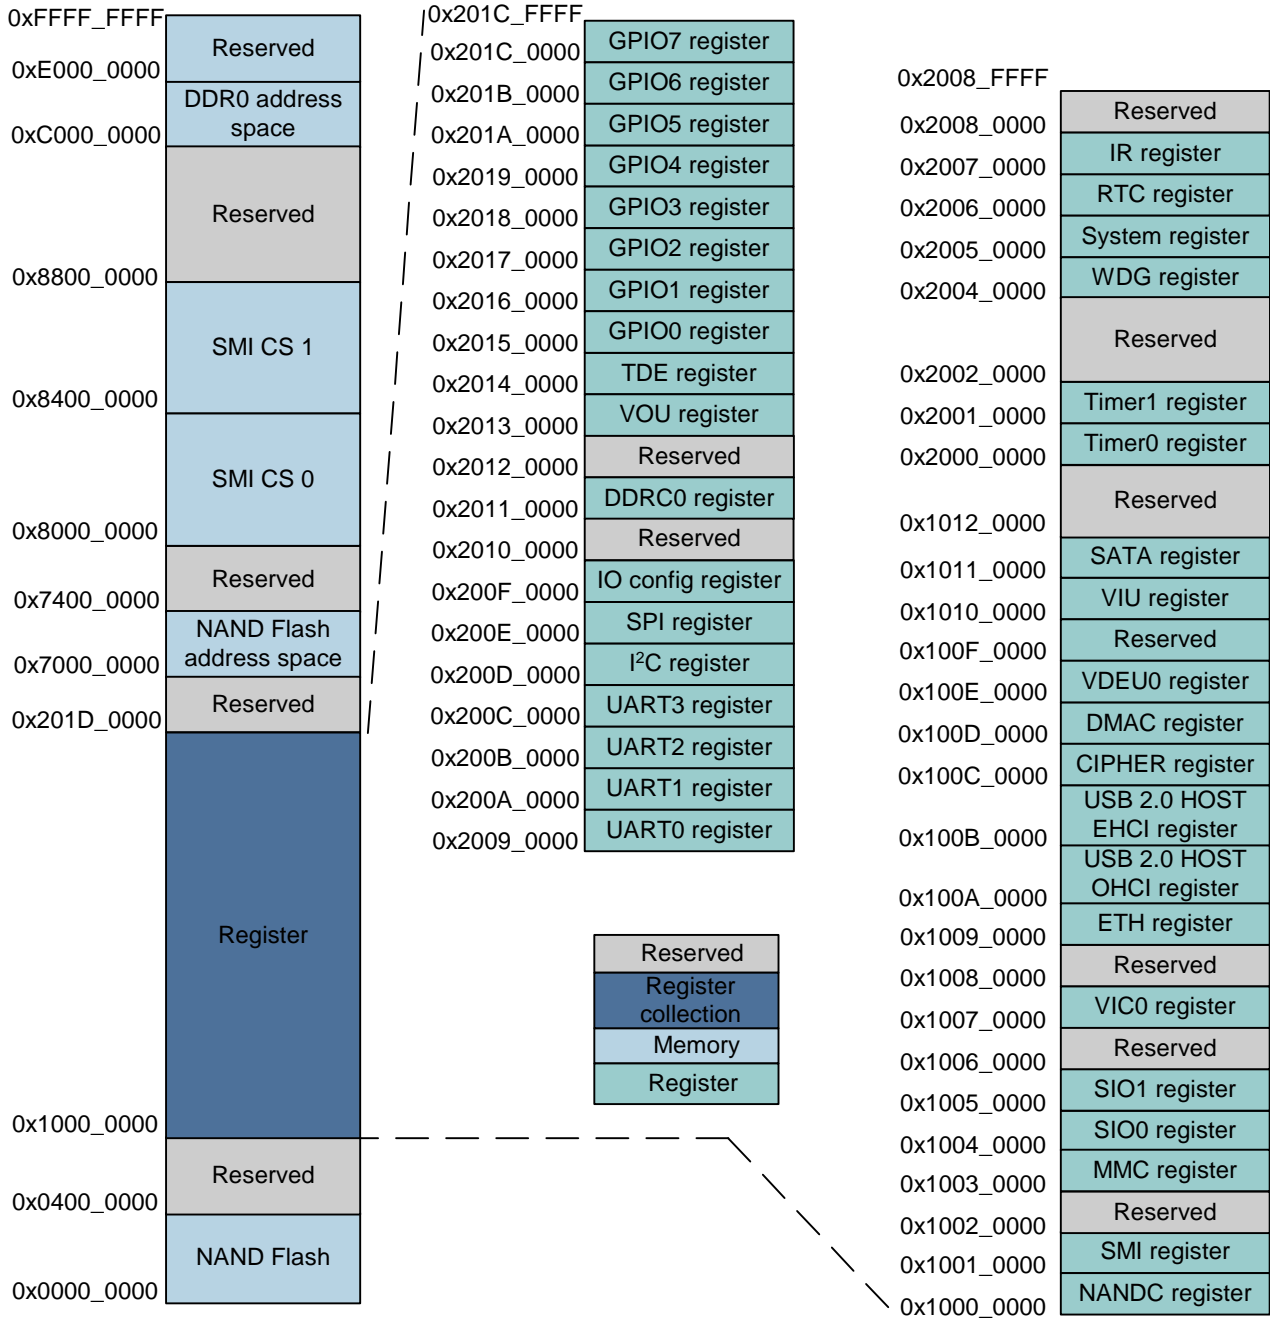 0xFFFF_FFFF
Reserved
0xE000_0000
DDR0 address
space
0xC000_0000
Reserved
0x8800_0000
SMI CS 1
0x8400_0000
SMI CS 0
0x8000_0000
Reserved
0x7400_0000
NAND Flash
address space
0x7000_0000
Reserved
0x201D_0000
Register
0x1000_0000
Reserved
0x0400_0000
NAND Flash
0x0000_0000
0x201C_FFFF
GPIO7 register
0x201C_0000
GPIO6 register
0x201B_0000
GPIO5 register
0x201A_0000
GPIO4 register
0x2019_0000
GPIO3 register
0x2018_0000
GPIO2 register
0x2017_0000
GPIO1 register
0x2016_0000
GPIO0 register
0x2015_0000
TDE register
0x2014_0000
VOU register
0x2013_0000
Reserved
0x2012_0000
DDRC0 register
0x2011_0000
Reserved
0x2010_0000
IO config register
0x200F_0000
SPI register
0x200E_0000
I²C register
0x200D_0000
UART3 register
0x200C_0000
UART2 register
0x200B_0000
UART1 register
0x200A_0000
UART0 register
0x2009_0000
Reserved
Register
collection
Memory
Register
0x2008_FFFF
Reserved
0x2008_0000
IR register
0x2007_0000
RTC register
0x2006_0000
System register
0x2005_0000
WDG register
0x2004_0000
Reserved
0x2002_0000
Timer1 register
0x2001_0000
Timer0 register
0x2000_0000
Reserved
0x1012_0000
SATA register
0x1011_0000
VIU register
0x1010_0000
Reserved
0x100F_0000
VDEU0 register
0x100E_0000
DMAC register
0x100D_0000
CIPHER register
0x100C_0000
USB 2.0 HOST
EHCI register
0x100B_0000
USB 2.0 HOST
OHCI register
0x100A_0000
ETH register
0x1009_0000
Reserved
0x1008_0000
VIC0 register
0x1007_0000
Reserved
0x1006_0000
SIO1 register
0x1005_0000
SIO0 register
0x1004_0000
MMC register
0x1003_0000
Reserved
0x1002_0000
SMI register
0x1001_0000
NANDC register
0x1000_0000